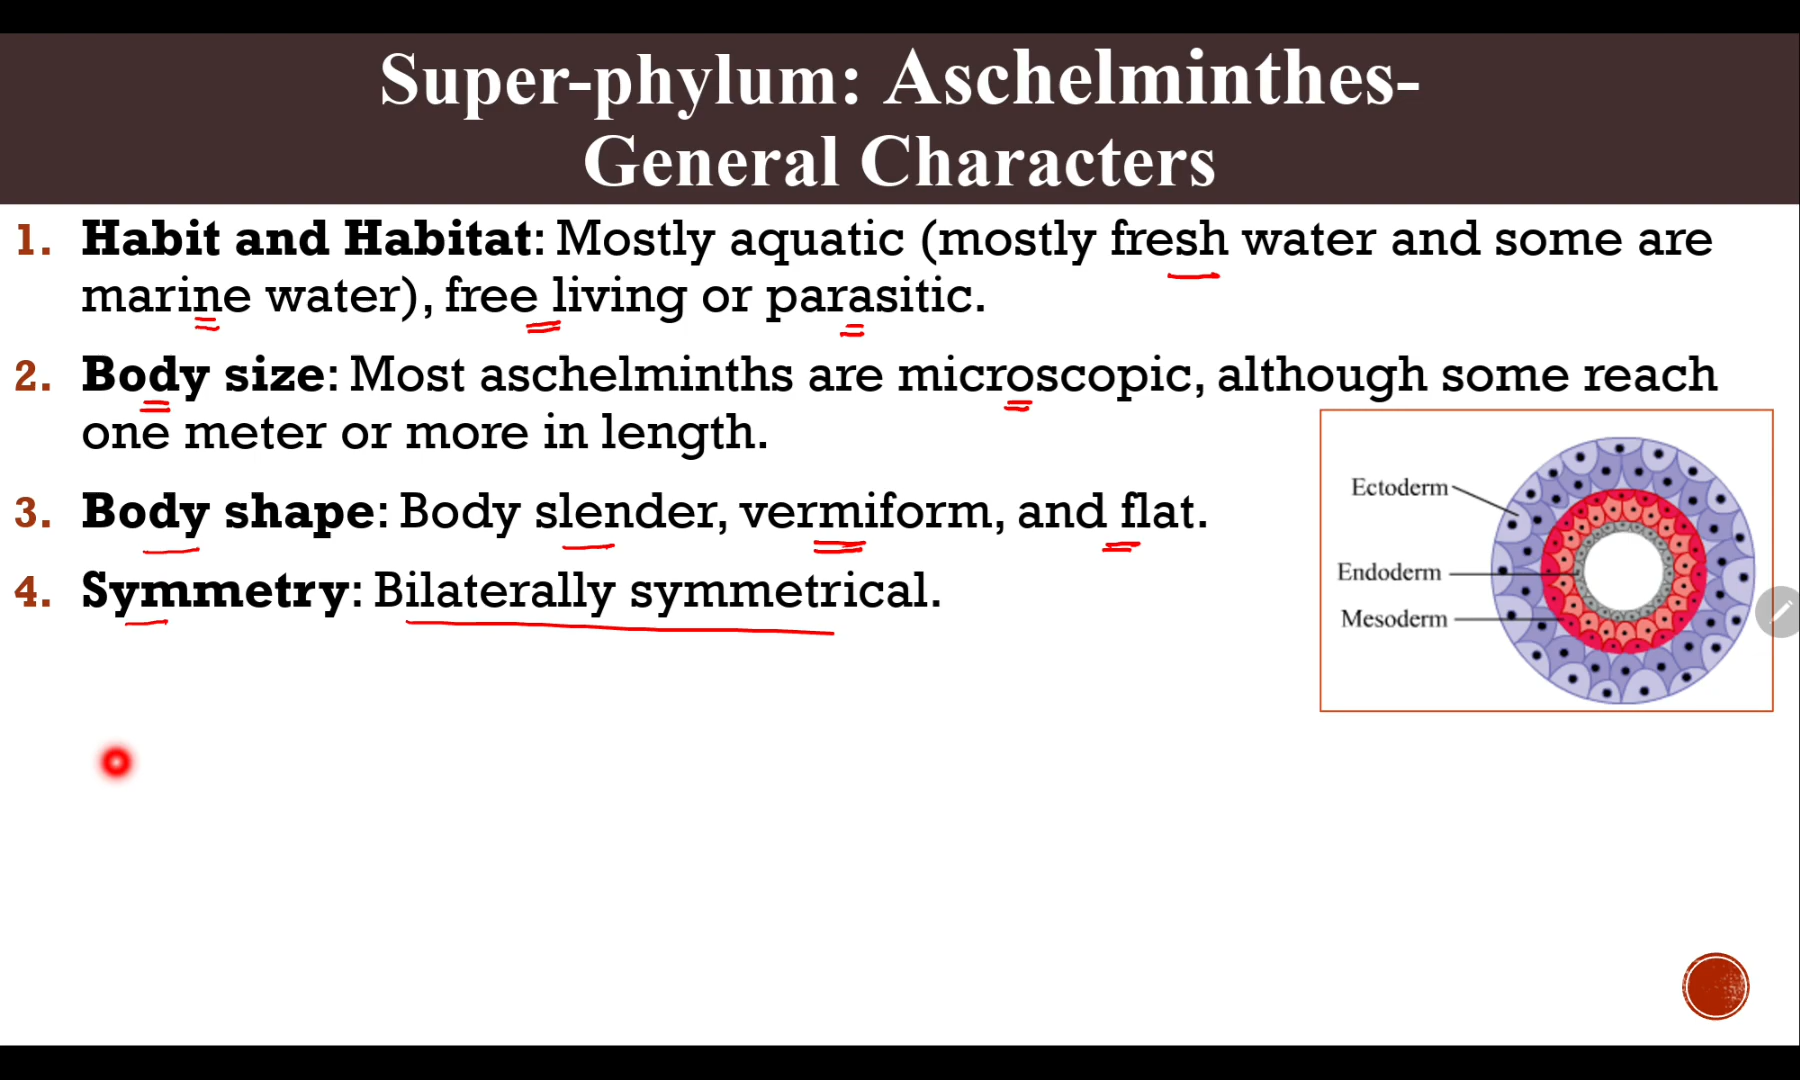 Super-phylum: Aschelminthes-
General Characters
1. Habit and Habitat: Mostly aquatic (mostly fresh water and some are
marine water), free living or parasitic.
2. Body size: Most aschelminths are microscopic, although some reach
one meter or more in length.
3. Body shape: Body slender, vermiform, and flat.
4. Symmetry: Bilaterally symmetrical.
Ectoderm
Endoderm
Mesoderm